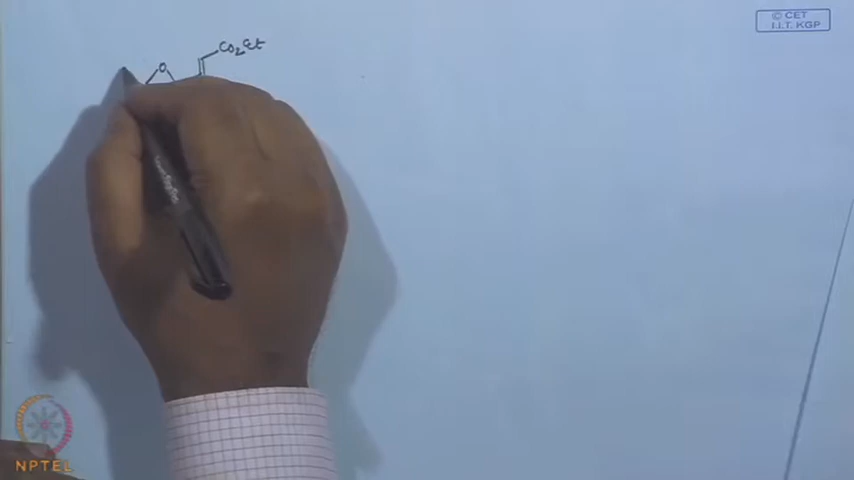 © CET
I.I.T. KGP
CO2Et
O
NPTEL